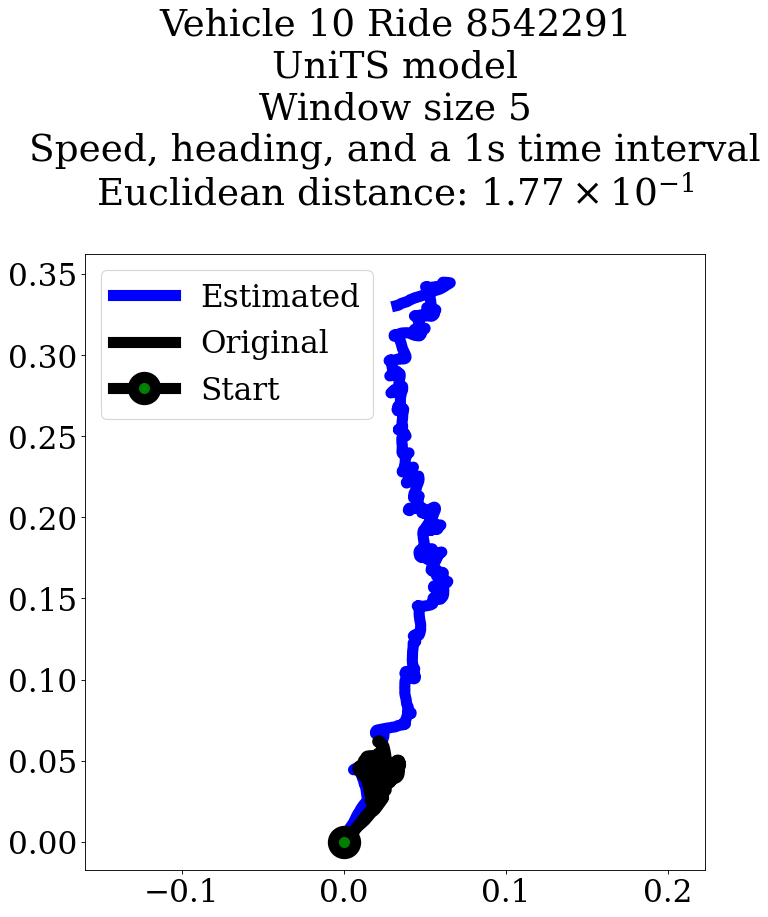 Vehicle 10 Ride 8542291
UniTS model
Window size 5
Speed, heading, and a 1s time interval
Euclidean distance: 1.77 × 10⁻¹
0.35
0.30
0.25
0.20
0.15
0.10
0.05
0.00
Estimated
Original
Start
−0.1
0.0
0.1
0.2